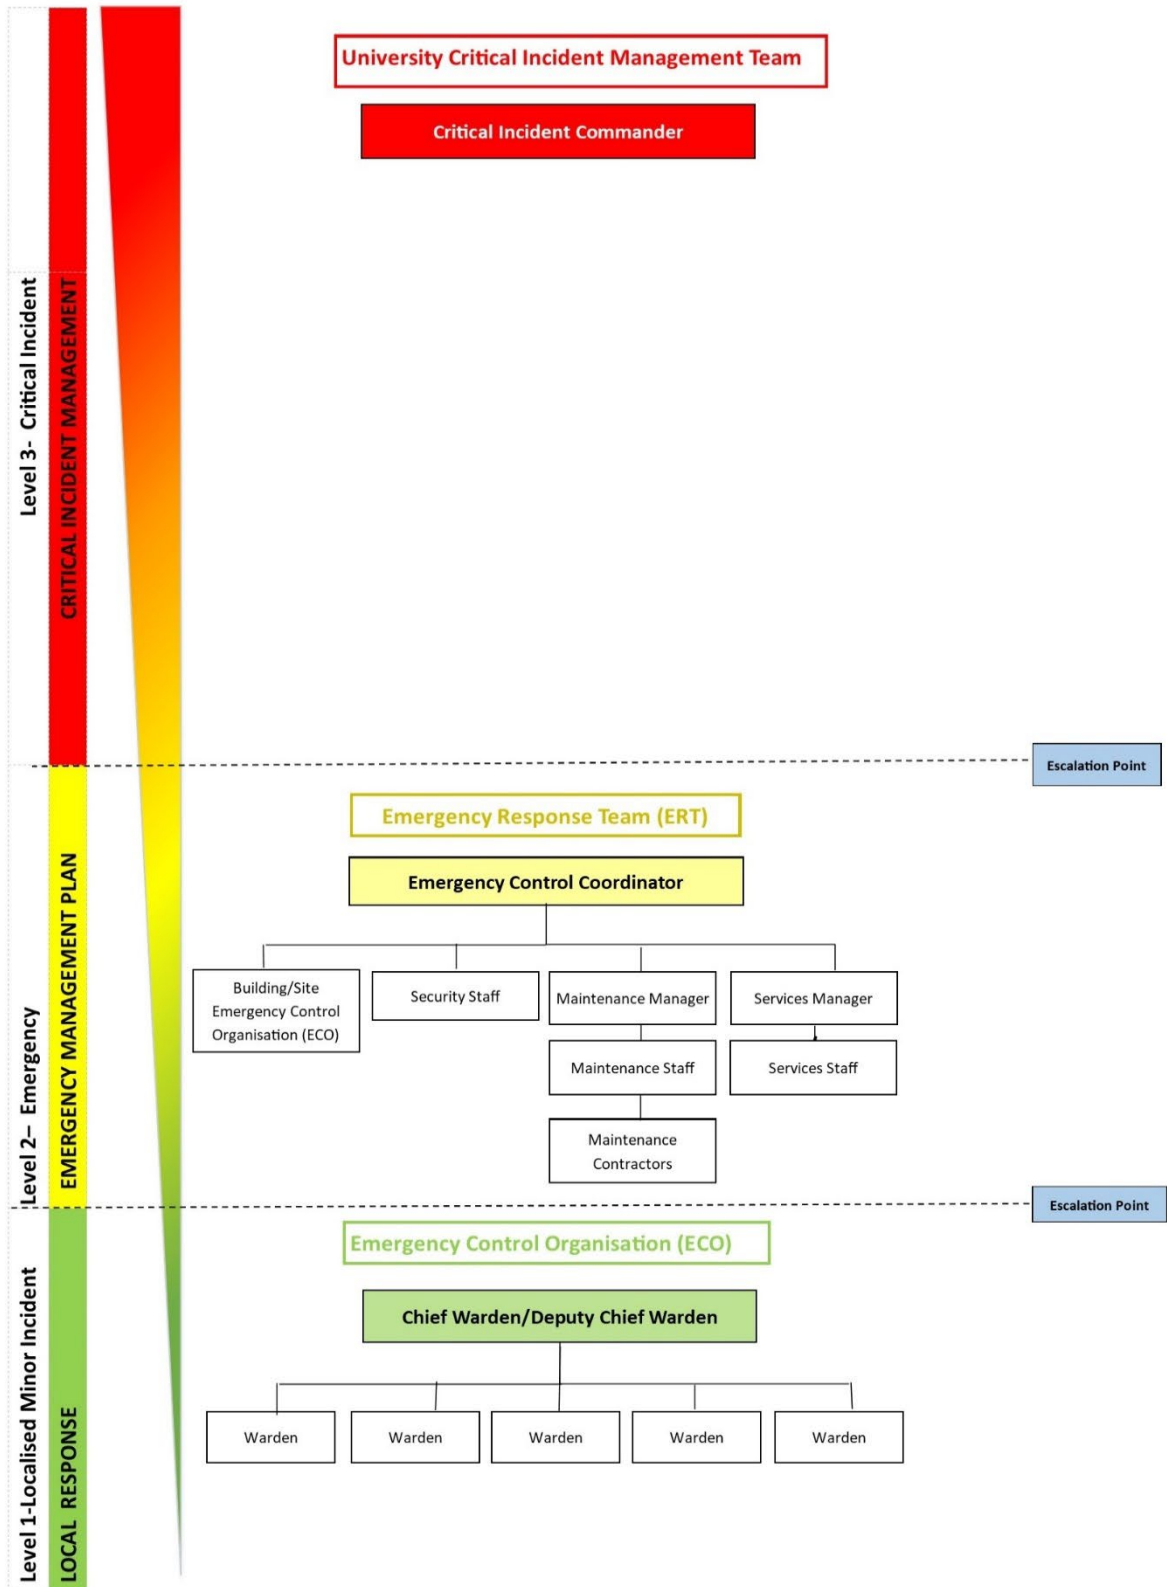 University Critical Incident Management Team
Critical Incident Commander
Level 3-  Critical Incident
CRITICAL INCIDENT MANAGEMENT
Escalation Point
Level 2–  Emergency
EMERGENCY MANAGEMENT PLAN
Emergency Response Team (ERT)
Emergency Control Coordinator
Building/Site
Emergency Control
Organisation (ECO)
Security Staff
Maintenance Manager
Services Manager
Maintenance Staff
Services Staff
Maintenance
Contractors
Escalation Point
Level 1-Localised Minor Incident
LOCAL  RESPONSE
Emergency Control Organisation (ECO)
Chief Warden/Deputy Chief Warden
Warden
Warden
Warden
Warden
Warden